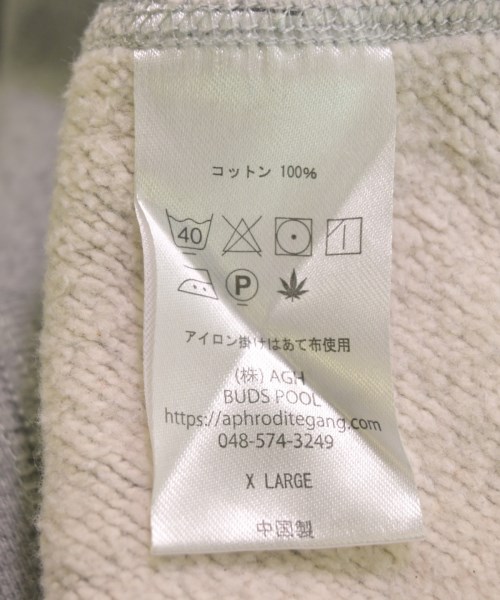 コットン 100%
40
P
アイロン掛けはあて布使用
(株) AGH
BUDS POOL
https://aphroditegang.com
048-574-3249
X LARGE
中国製